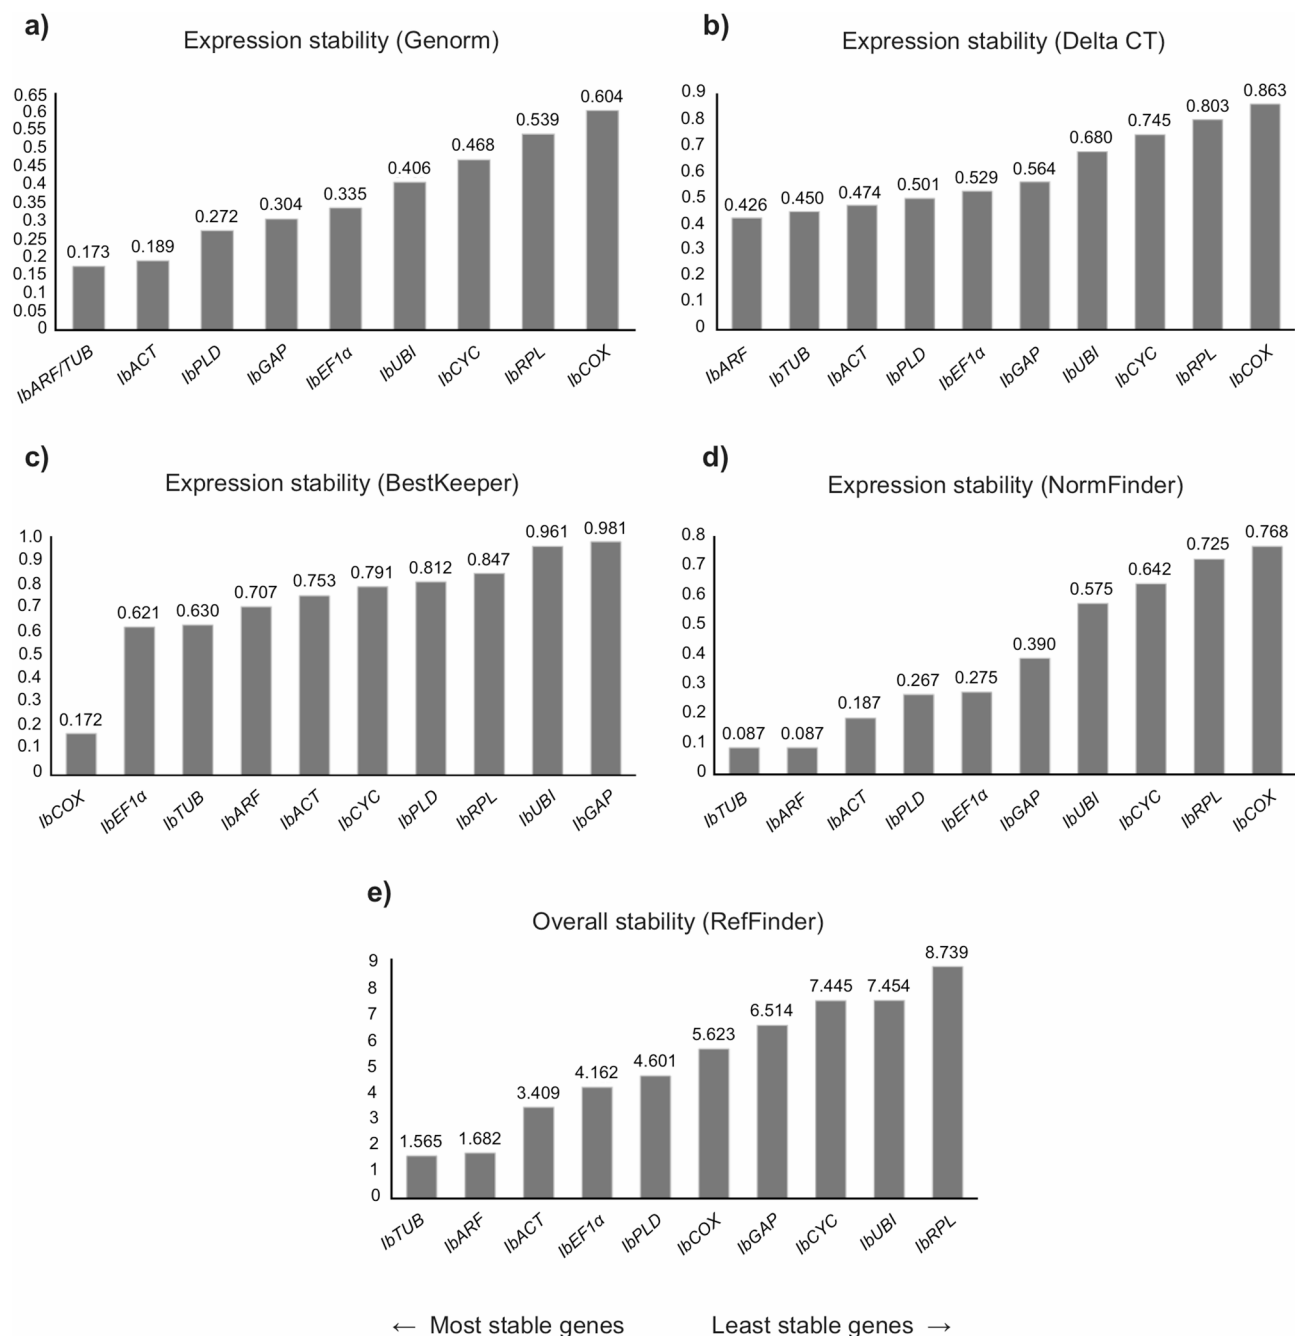 a)
Expression stability (Genorm)
0.65
0.6
0.55
0.5
0.45
0.4
0.35
0.3
0.25
0.2
0.15
0.1
0.05
0
0.173
0.189
0.272
0.304
0.335
0.406
0.468
0.539
0.604
IbARF/TUB
IbACT
IbPLD
IbGAP
IbEF1α
IbUBI
IbCYC
IbRPL
IbCOX
b)
Expression stability (Delta CT)
0.9
0.8
0.7
0.6
0.5
0.4
0.3
0.2
0.1
0
0.426
0.450
0.474
0.501
0.529
0.564
0.680
0.745
0.803
0.863
IbARF
IbTUB
IbACT
IbPLD
IbEF1α
IbGAP
IbUBI
IbCYC
IbRPL
IbCOX
c)
Expression stability (BestKeeper)
1.0
0.9
0.8
0.7
0.6
0.5
0.4
0.3
0.2
0.1
0
0.172
0.621
0.630
0.707
0.753
0.791
0.812
0.847
0.961
0.981
IbCOX
IbEF1α
IbTUB
IbARF
IbACT
IbCYC
IbPLD
IbRPL
IbUBI
IbGAP
d)
Expression stability (NormFinder)
0.8
0.7
0.6
0.5
0.4
0.3
0.2
0.1
0
0.087
0.087
0.187
0.267
0.275
0.390
0.575
0.642
0.725
0.768
IbTUB
IbARF
IbACT
IbPLD
IbEF1α
IbGAP
IbUBI
IbCYC
IbRPL
IbCOX
e)
Overall stability (RefFinder)
9
8
7
6
5
4
3
2
1
0
1.565
1.682
3.409
4.162
4.601
5.623
6.514
7.445
7.454
8.739
IbTUB
IbARF
IbACT
IbEF1α
IbPLD
IbCOX
IbGAP
IbCYC
IbUBI
IbRPL
← Most stable genes
Least stable genes →